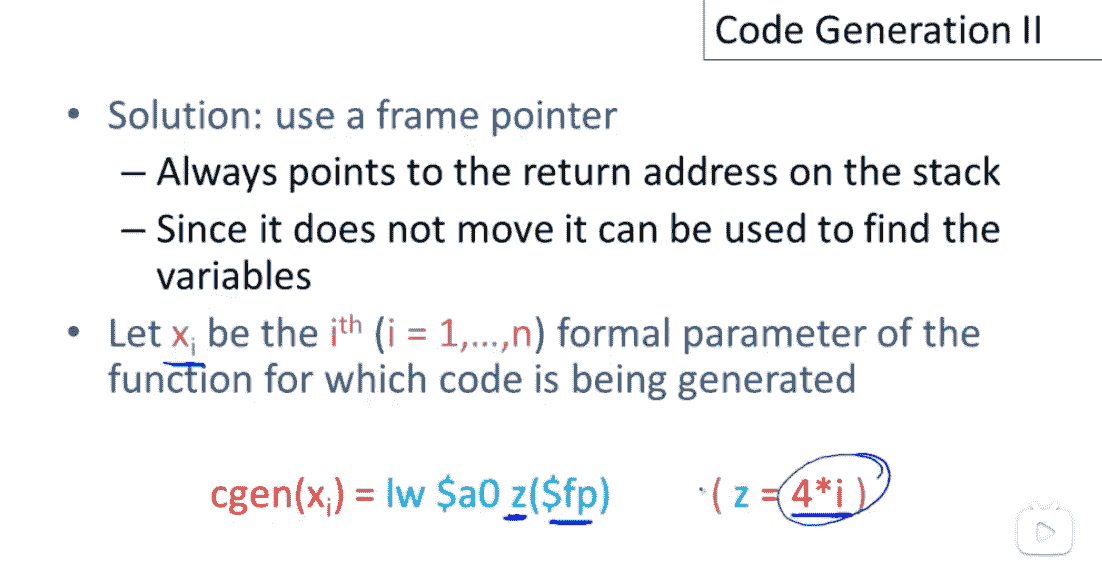 Code Generation II
• Solution: use a frame pointer
– Always points to the return address on the stack
– Since it does not move it can be used to find the
variables
• Let xᵢ be the iᵗʰ (i = 1,...,n) formal parameter of the
function for which code is being generated
cgen(xᵢ) = lw $a0 z($fp) ( z = 4*i )